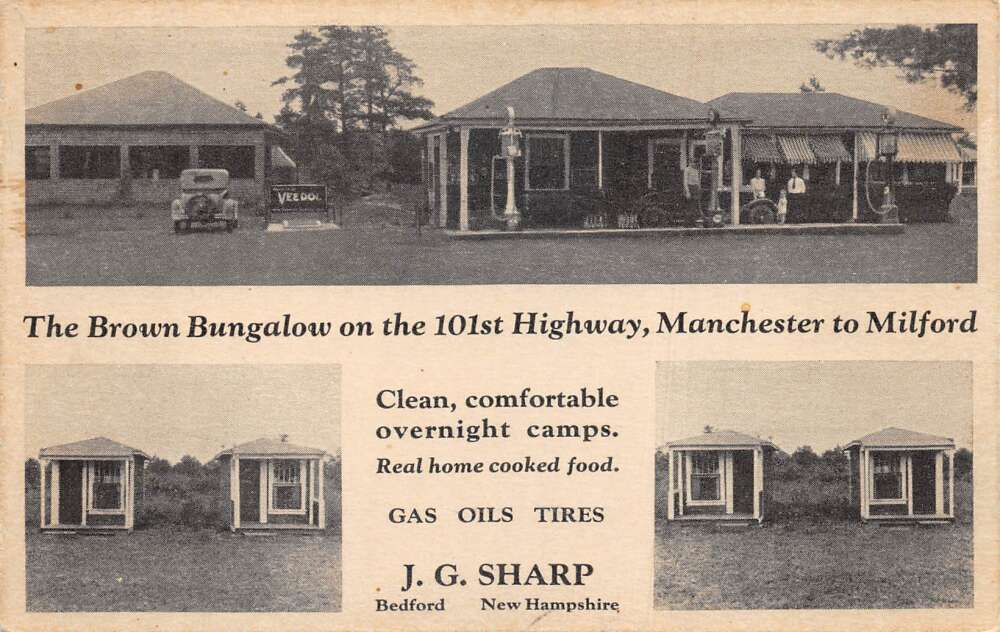 VEEDOL
The Brown Bungalow on the 101st Highway, Manchester to Milford
Clean, comfortable
overnight camps.
Real home cooked food.
GAS OILS TIRES
J. G. SHARP
Bedford New Hampshire